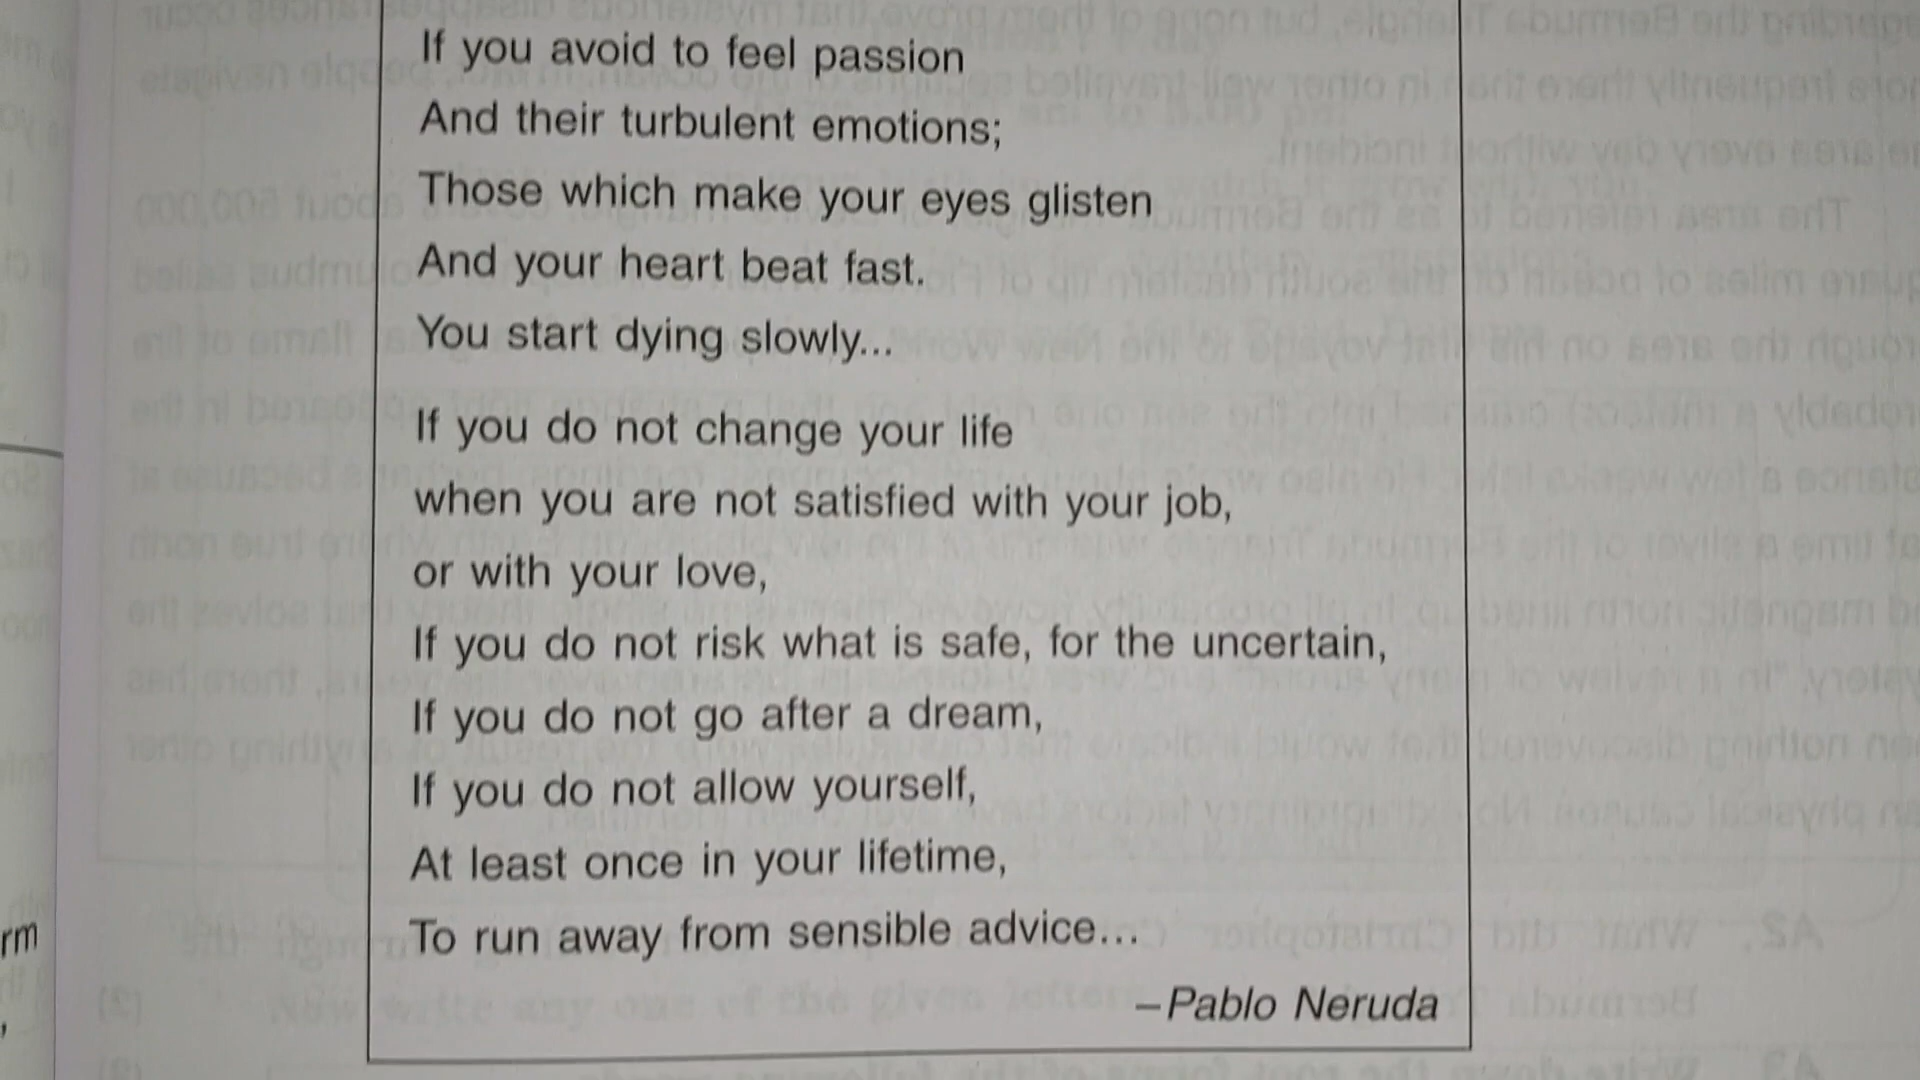 If you avoid to feel passion
And their turbulent emotions;
Those which make your eyes glisten
And your heart beat fast.
You start dying slowly...
If you do not change your life
when you are not satisfied with your job,
or with your love,
If you do not risk what is safe, for the uncertain,
If you do not go after a dream,
If you do not allow yourself,
At least once in your lifetime,
To run away from sensible advice...
–Pablo Neruda
rm